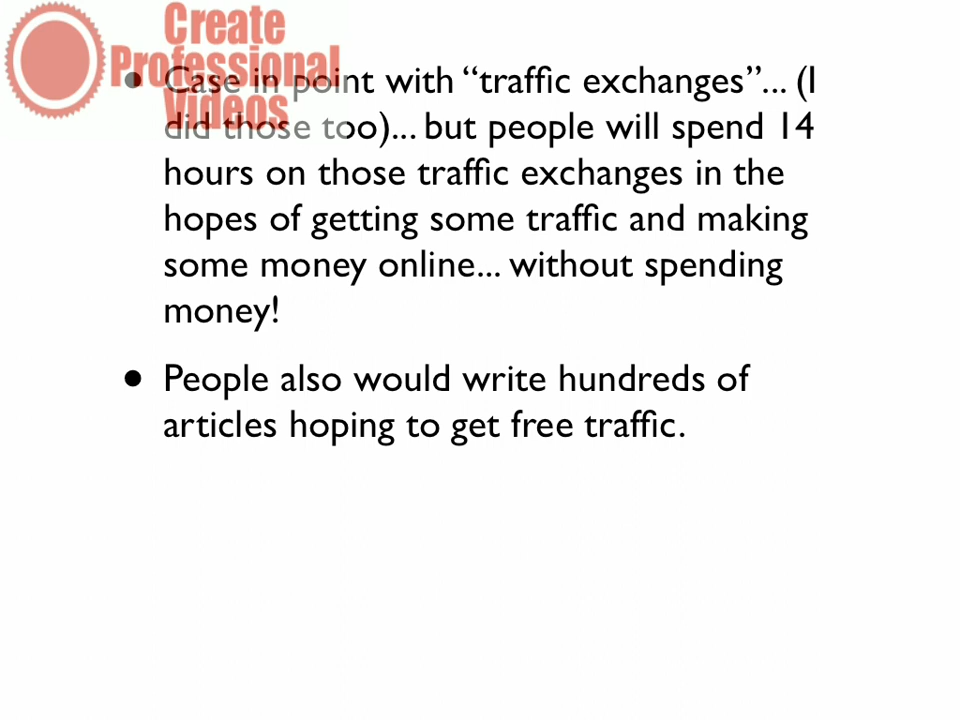 Create
Professional
Videos
• Case in point with “traffic exchanges”... (I
did those too)... but people will spend 14
hours on those traffic exchanges in the
hopes of getting some traffic and making
some money online... without spending
money!
• People also would write hundreds of
articles hoping to get free traffic.